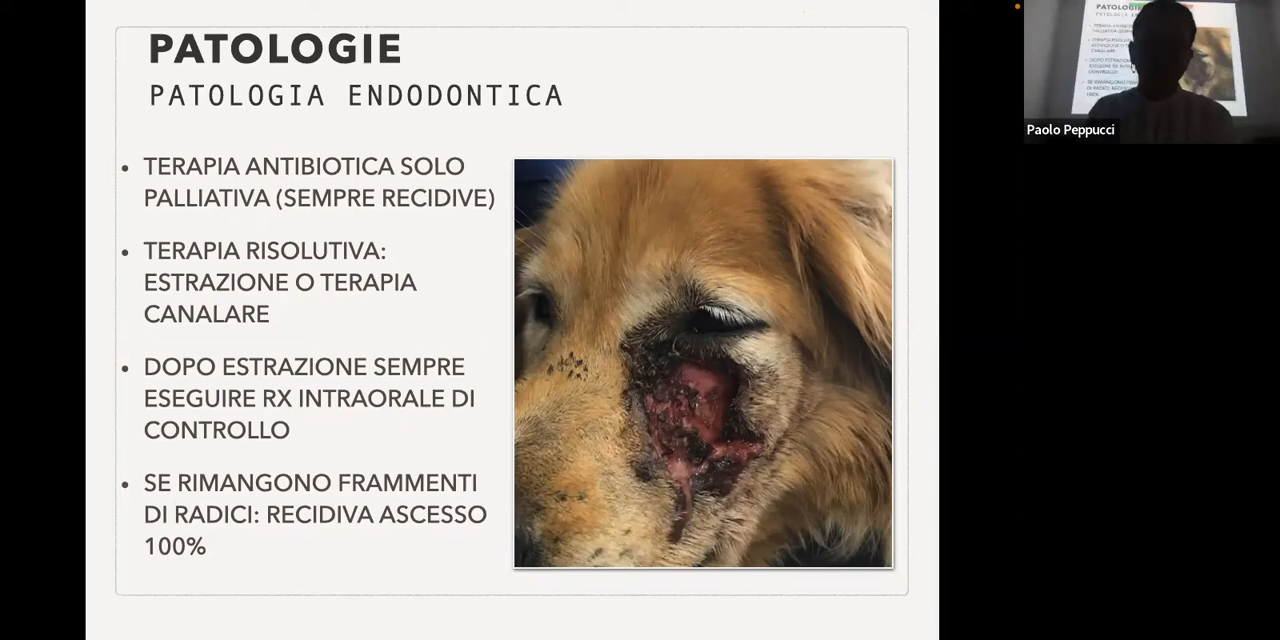 PATOLOGIE
PATOLOGIA ENDODONTICA
• TERAPIA ANTIBIOTICA SOLO
PALLIATIVA (SEMPRE RECIDIVE)
• TERAPIA RISOLUTIVA:
ESTRAZIONE O TERAPIA
CANALARE
• DOPO ESTRAZIONE SEMPRE
ESEGUIRE RX INTRAORALE DI
CONTROLLO
• SE RIMANGONO FRAMMENTI
DI RADICI: RECIDIVA ASCESSO
100%
Paolo Peppucci